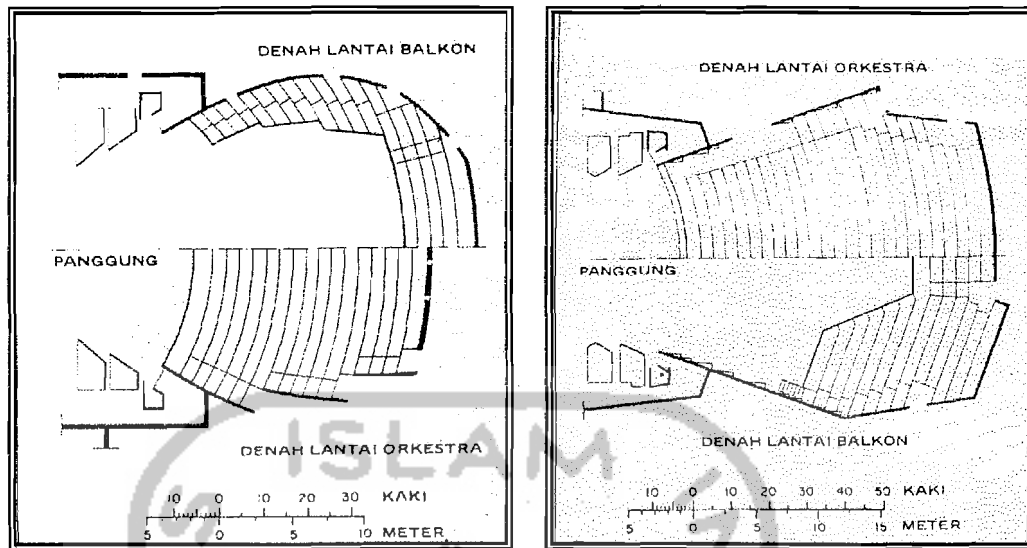 DENAH LANTAI BALKON
PANGGUNG
DENAH LANTAI ORKESTRA
10 0 10 20 30 KAKI
5 0 5 10 METER
DENAH LANTAI ORKESTRA
PANGGUNG
DENAH LANTAI BALKON
10 0 10 20 30 40 50 KAKI
5 0 5 10 15 METER
ISLAM